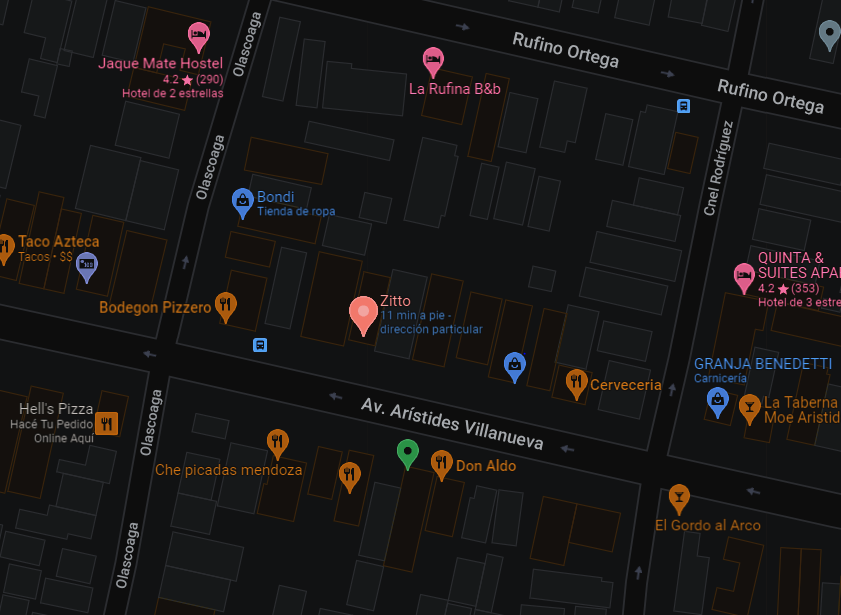 Olascoaga
Rufino Ortega
Jaque Mate Hostel
4.2 ★ (290)
Hotel de 2 estrellas
La Rufina B&b
Rufino Ortega
Olascoaga
Cnel Rodríguez
Bondi
Tienda de ropa
Taco Azteca
Tacos • $$
QUINTA &
SUITES APA
4.2 ★ (353)
Hotel de 3 estre
Zitto
11 min a pie -
dirección particular
Bodegon Pizzero
GRANJA BENEDETTI
Carnicería
Cerveceria
La Taberna
Moe Aristid
Hell's Pizza
Hacé Tu Pedido
Online Aquí
Olascoaga
Av. Arístides Villanueva
Che picadas mendoza
Don Aldo
El Gordo al Arco
Olascoaga